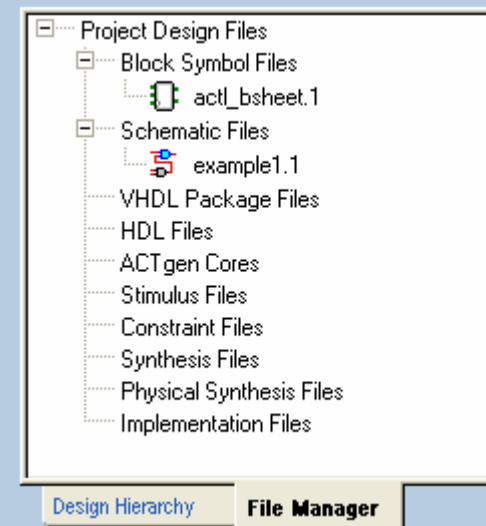 Project Design Files
Block Symbol Files
actl_bsheet.1
Schematic Files
example1.1
VHDL Package Files
HDL Files
ACTgen Cores
Stimulus Files
Constraint Files
Synthesis Files
Physical Synthesis Files
Implementation Files
Design Hierarchy File Manager